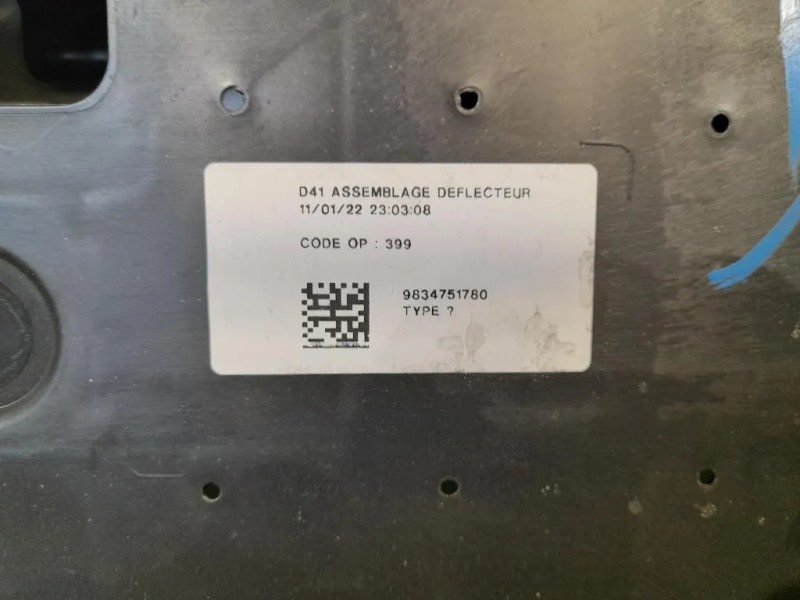 D41 ASSEMBLAGE DEFLECTEUR
11/01/22 23:03:08
CODE OP : 399
9834751780
TYPE ?